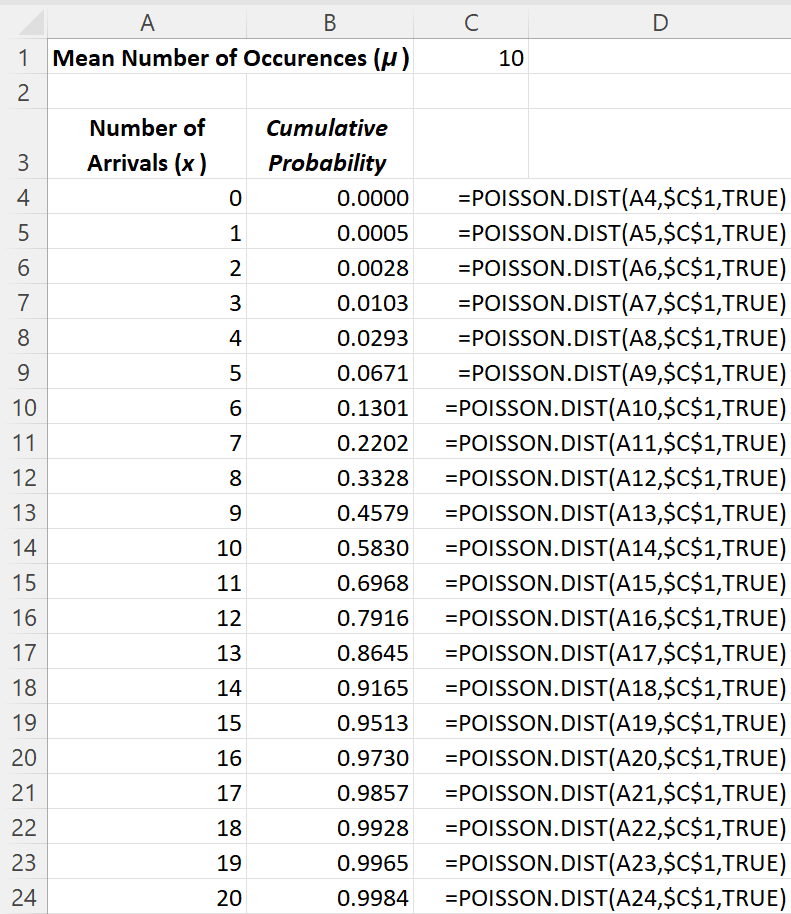 A B C D
1 Mean Number of Occurences (μ) 10
2
Number of Cumulative
3 Arrivals (x) Probability
4 0 0.0000 =POISSON.DIST(A4,$C$1,TRUE)
5 1 0.0005 =POISSON.DIST(A5,$C$1,TRUE)
6 2 0.0028 =POISSON.DIST(A6,$C$1,TRUE)
7 3 0.0103 =POISSON.DIST(A7,$C$1,TRUE)
8 4 0.0293 =POISSON.DIST(A8,$C$1,TRUE)
9 5 0.0671 =POISSON.DIST(A9,$C$1,TRUE)
10 6 0.1301 =POISSON.DIST(A10,$C$1,TRUE)
11 7 0.2202 =POISSON.DIST(A11,$C$1,TRUE)
12 8 0.3328 =POISSON.DIST(A12,$C$1,TRUE)
13 9 0.4579 =POISSON.DIST(A13,$C$1,TRUE)
14 10 0.5830 =POISSON.DIST(A14,$C$1,TRUE)
15 11 0.6968 =POISSON.DIST(A15,$C$1,TRUE)
16 12 0.7916 =POISSON.DIST(A16,$C$1,TRUE)
17 13 0.8645 =POISSON.DIST(A17,$C$1,TRUE)
18 14 0.9165 =POISSON.DIST(A18,$C$1,TRUE)
19 15 0.9513 =POISSON.DIST(A19,$C$1,TRUE)
20 16 0.9730 =POISSON.DIST(A20,$C$1,TRUE)
21 17 0.9857 =POISSON.DIST(A21,$C$1,TRUE)
22 18 0.9928 =POISSON.DIST(A22,$C$1,TRUE)
23 19 0.9965 =POISSON.DIST(A23,$C$1,TRUE)
24 20 0.9984 =POISSON.DIST(A24,$C$1,TRUE)